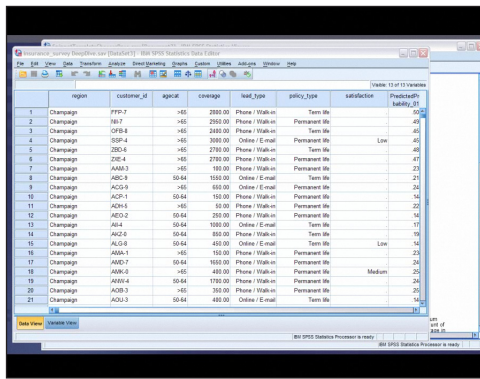 insurance_survey DeepDive.sav [DataSet3] - IBM SPSS Statistics Data Editor
File Edit View Data Transform Analyze Direct Marketing Graphs Custom Utilities Add-ons Window Help
Visible: 13 of 13 Variables
region customer_id agecat coverage lead_type policy_type satisfaction PredictedPr
bability_01
1 Champaign FFP-7 >65 2800.00 Phone / Walk-in Term life .50
2 Champaign NII-7 >65 2950.00 Phone / Walk-in Permanent life .49
3 Champaign OFB-8 >65 2400.00 Phone / Walk-in Term life .45
4 Champaign SSP-4 >65 3000.00 Online / E-mail Permanent life Low .45
5 Champaign ZBD-6 >65 2700.00 Phone / Walk-in Term life .48
6 Champaign ZXE-4 >65 2700.00 Phone / Walk-in Permanent life .47
7 Champaign AAM-3 >65 100.00 Phone / Walk-in Permanent life .23
8 Champaign ABC-9 50-64 1550.00 Online / E-mail Term life .21
9 Champaign ACG-9 >65 650.00 Phone / Walk-in Permanent life .24
10 Champaign ACP-1 50-64 150.00 Phone / Walk-in Term life .14
11 Champaign ADH-5 >65 50.00 Phone / Walk-in Permanent life .22
12 Champaign AEO-2 50-64 250.00 Phone / Walk-in Permanent life .14
13 Champaign AII-4 50-64 1000.00 Online / E-mail Term life .17
14 Champaign AKZ-0 50-64 850.00 Phone / Walk-in Term life .19
15 Champaign ALG-8 50-64 450.00 Online / E-mail Term life Low .14
16 Champaign AMA-1 >65 150.00 Phone / Walk-in Permanent life .23
17 Champaign AMD-7 50-64 1650.00 Phone / Walk-in Permanent life .24
18 Champaign AMK-0 >65 400.00 Phone / Walk-in Permanent life Medium .25
19 Champaign ANW-4 50-64 1700.00 Phone / Walk-in Permanent life .24
20 Champaign AOB-3 >65 350.00 Phone / Walk-in Permanent life .25
21 Champaign AOU-3 50-64 400.00 Online / E-mail Term life .14
Data View Variable View
IBM SPSS Statistics Processor is ready
IBM SPSS Statistics Processor is ready